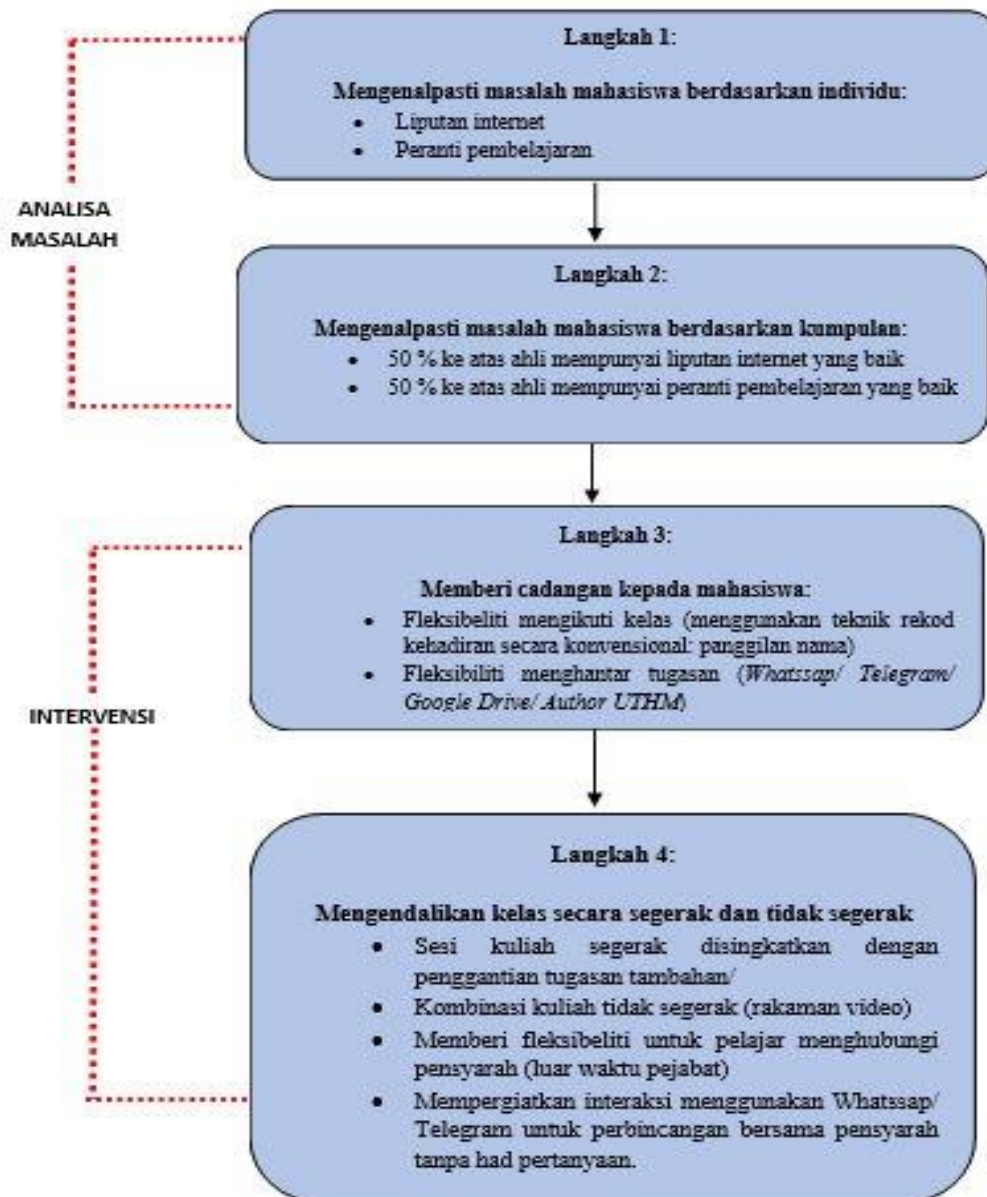 Langkah 1:
Mengenalpasti masalah mahasiswa berdasarkan individu:
• Liputan internet
• Peranti pembelajaran
ANALISA
MASALAH
Langkah 2:
Mengenalpasti masalah mahasiswa berdasarkan kumpulan:
• 50 % ke atas ahli mempunyai liputan internet yang baik
• 50 % ke atas ahli mempunyai peranti pembelajaran yang baik
Langkah 3:
Memberi cadangan kepada mahasiswa:
• Fleksibeliti mengikuti kelas (menggunakan teknik rekod
kehadiran secara konvensional: panggilan nama)
• Fleksibiliti menghantar tugasan (Whatssap/ Telegram/
Google Drive/ Author UTHM)
INTERVENSI
Langkah 4:
Mengendalikan kelas secara segerak dan tidak segerak
• Sesi kuliah segerak disingkatkan dengan
penggantian tugasan tambahan/
• Kombinasi kuliah tidak segerak (rakaman video)
• Memberi fleksibeliti untuk pelajar menghubungi
pensyarah (luar waktu pejabat)
• Mempergiatkan interaksi menggunakan Whatssap/
Telegram untuk perbincangan bersama pensyarah
tanpa had pertanyaan.